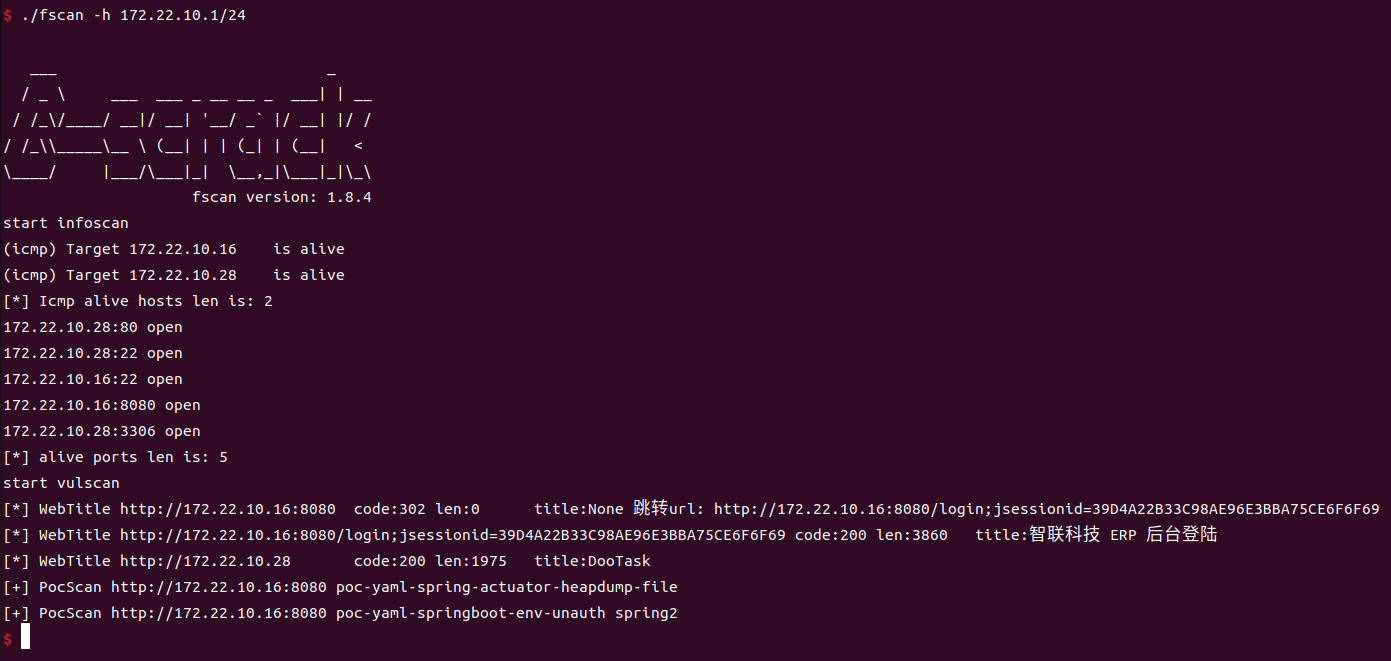 $ ./fscan -h 172.22.10.1/24
   ___                              _
  / _ \     ___  ___ _ __ __ _  ___| | __
 / /_\/____/ __|/ __| '__/ _` |/ __| |/ /
/ /_\\_____\__ \ (__| | | (_| | (__|   <
\____/     |___/\___|_|  \__,_|\___|_|\_\
                     fscan version: 1.8.4
start infoscan
(icmp) Target 172.22.10.16    is alive
(icmp) Target 172.22.10.28    is alive
[*] Icmp alive hosts len is: 2
172.22.10.28:80 open
172.22.10.28:22 open
172.22.10.16:22 open
172.22.10.16:8080 open
172.22.10.28:3306 open
[*] alive ports len is: 5
start vulscan
[*] WebTitle http://172.22.10.16:8080  code:302 len:0      title:None 跳转url: http://172.22.10.16:8080/login;jsessionid=39D4A22B33C98AE96E3BBA75CE6F6F69
[*] WebTitle http://172.22.10.16:8080/login;jsessionid=39D4A22B33C98AE96E3BBA75CE6F6F69 code:200 len:3860   title:智联科技 ERP 后台登陆
[*] WebTitle http://172.22.10.28       code:200 len:1975   title:DooTask
[+] PocScan http://172.22.10.16:8080 poc-yaml-spring-actuator-heapdump-file
[+] PocScan http://172.22.10.16:8080 poc-yaml-springboot-env-unauth spring2
$